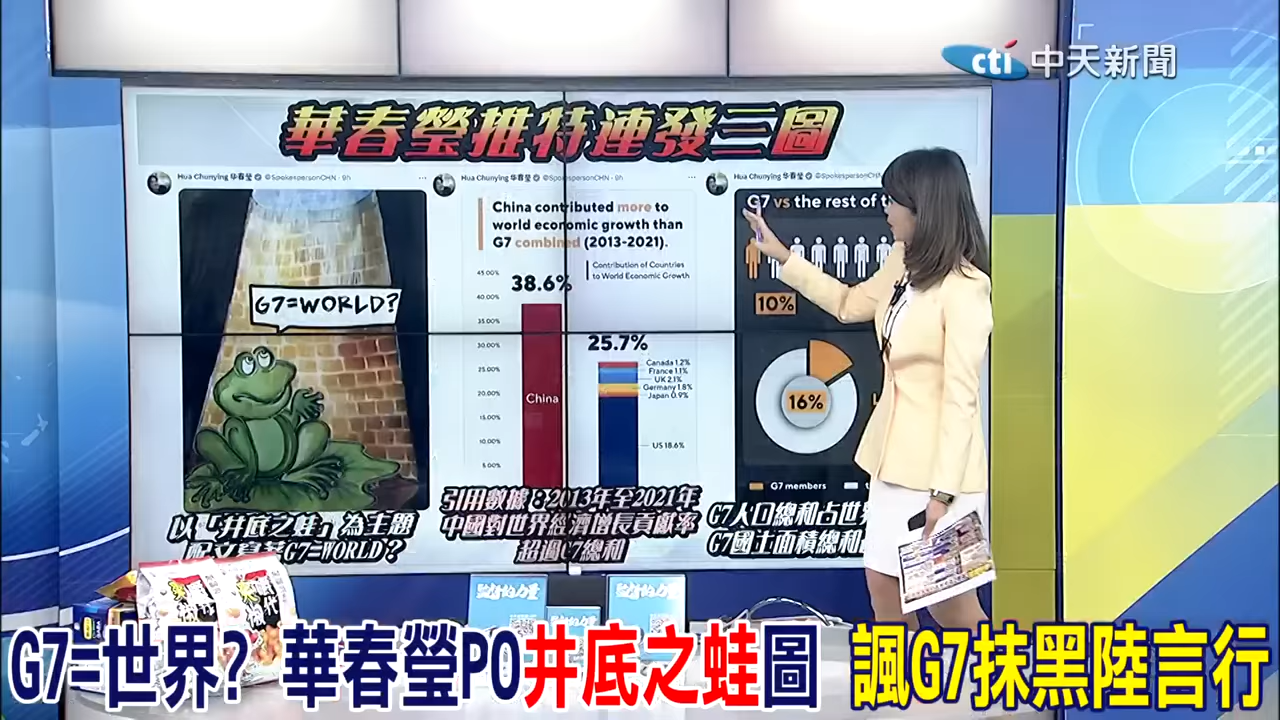 cti 中天新聞
華春瑩推特連發三圖
Hua Chunying 华春莹 @SpokespersonCHN · 9h
G7=WORLD?
以「井底之蛙」為主題
配文寫著G7=WORLD?
Hua Chunying 华春莹 @SpokespersonCHN · 9h
China contributed more to
world economic growth than
G7 combined (2013-2021).
Contribution of Countries
to World Economic Growth
45.00%
40.00%
35.00%
30.00%
25.00%
20.00%
15.00%
10.00%
5.00%
38.6%
China
25.7%
Canada 1.2%
France 1.1%
UK 2.1%
Germany 1.8%
Japan 0.9%
US 18.6%
引用數據:2013年至2021年
中國對世界經濟增長貢獻率
超過G7總和
Hua Chunying 华春莹 @SpokespersonCHN · 9h
G7 vs the rest of
10%
16%
G7 members
G7人口總和占世界
G7國土面積總和
G7=世界? 華春瑩PO井底之蛙圖 諷G7抹黑陸言行